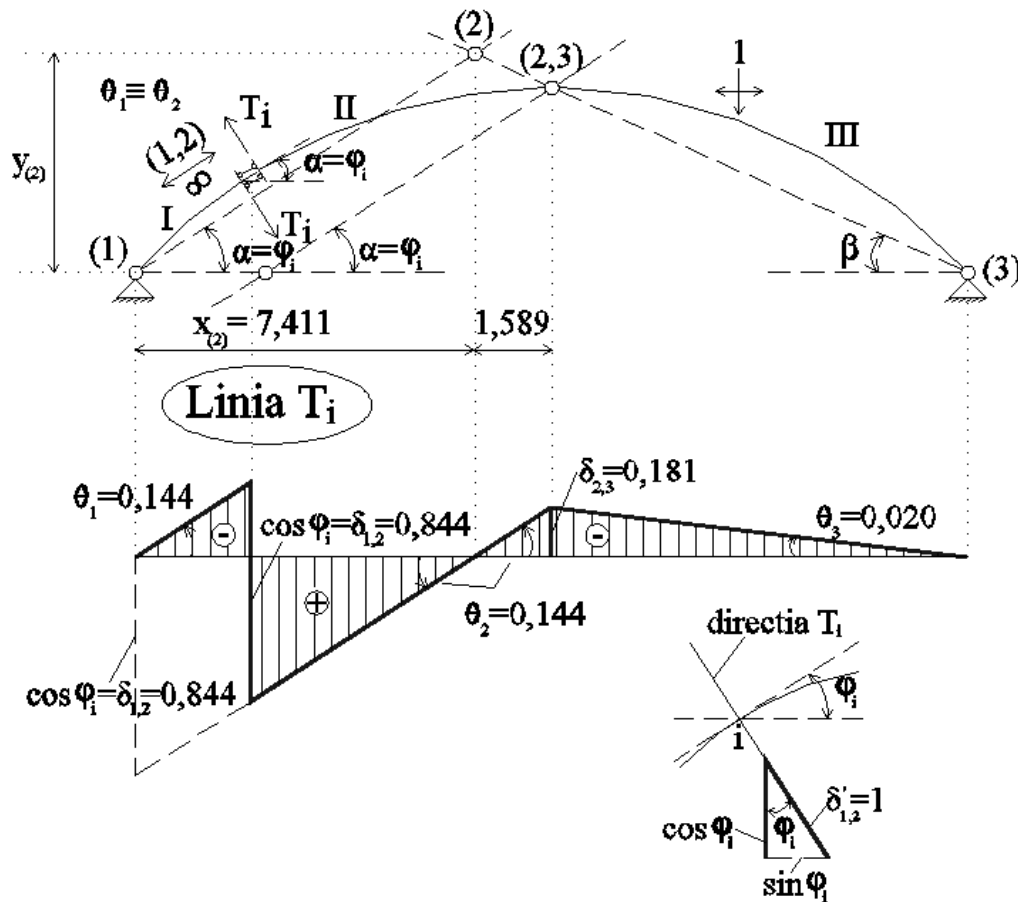 (2)
(2,3)
1
θ₁≡ θ₂
Tᵢ
II
III
y₍₂₎
(1,2)
∞
α=φᵢ
I
Tᵢ
(1)
α=φᵢ
α=φᵢ
β
(3)
x₍₂₎= 7,411
1,589
Linia Tᵢ
θ₁=0,144
-
cos φᵢ=δ₁,₂=0,844
δ₂,₃=0,181
-
θ₃=0,020
+
θ₂=0,144
cos φᵢ=δ₁,₂=0,844
directia Tᵢ
φᵢ
i
δ'₁,₂=1
cos φᵢ
φᵢ
sin φᵢ